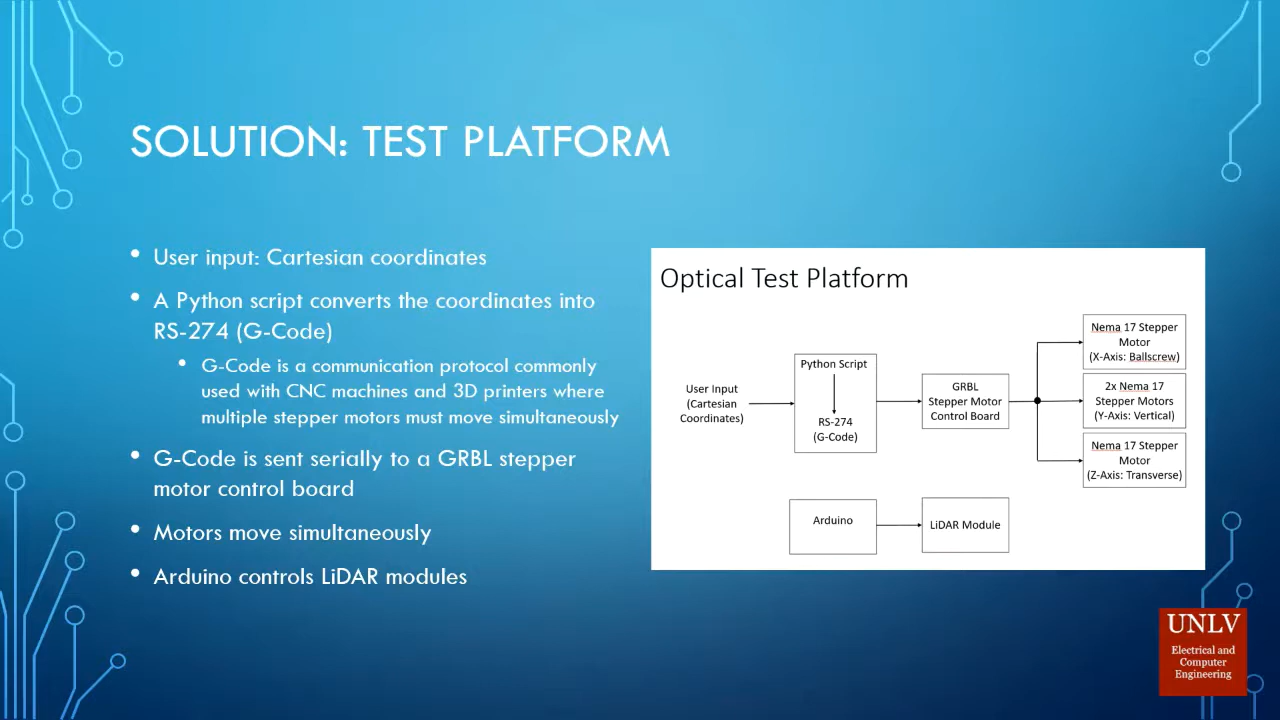 SOLUTION: TEST PLATFORM
• User input: Cartesian coordinates
• A Python script converts the coordinates into
RS-274 (G-Code)
• G-Code is a communication protocol commonly
used with CNC machines and 3D printers where
multiple stepper motors must move simultaneously
• G-Code is sent serially to a GRBL stepper
motor control board
• Motors move simultaneously
• Arduino controls LiDAR modules
Optical Test Platform
User Input
(Cartesian
Coordinates)
Python Script
RS-274
(G-Code)
GRBL
Stepper Motor
Control Board
Nema 17 Stepper
Motor
(X-Axis: Ballscrew)
2x Nema 17
Stepper Motors
(Y-Axis: Vertical)
Nema 17 Stepper
Motor
(Z-Axis: Transverse)
Arduino
LiDAR Module
UNLV
Electrical and
Computer
Engineering